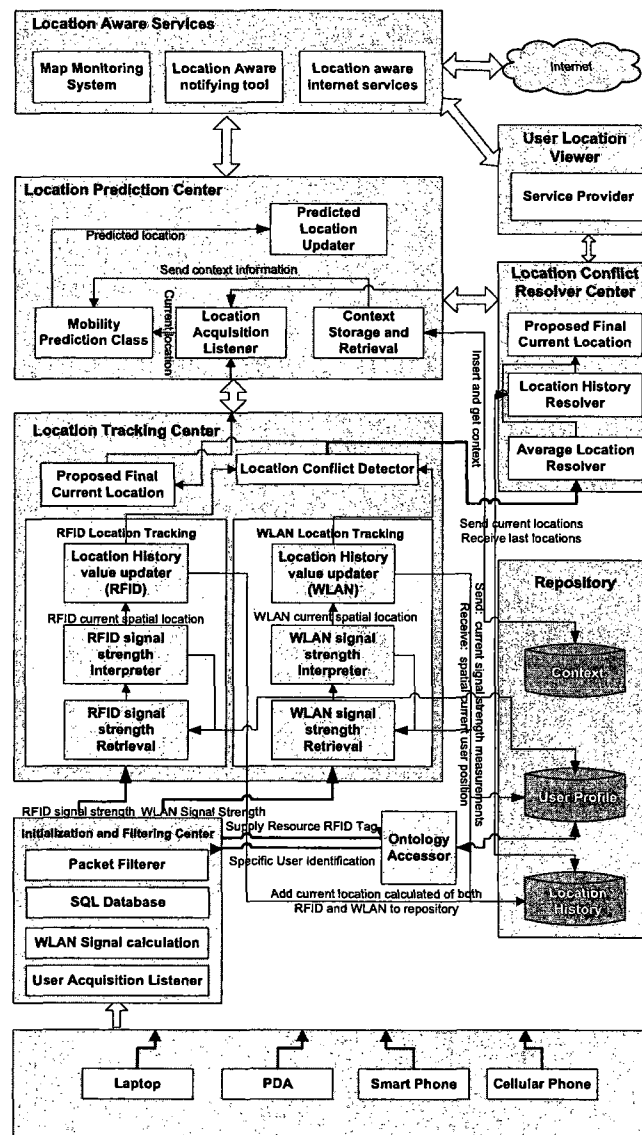 Location Aware Services
Map Monitoring
System
Location Aware
notifying tool
Location aware
internet services
Internet
User Location
Viewer
Service Provider
Location Prediction Center
Predicted
Location
Updater
Predicted location
Send context information
Current location
Mobility
Prediction Class
Location
Acquisition
Listener
Context
Storage and
Retrieval
Location Conflict
Resolver Center
Proposed Final
Current Location
Location History
Resolver
Average Location
Resolver
Insert and get context
Location Tracking Center
Proposed Final
Current Location
Location Conflict Detector
Send current locations
Receive last locations
RFID Location Tracking
Location History
value updater
(RFID)
RFID current spatial location
RFID signal
strength
Interpreter
RFID signal
strength
Retrieval
WLAN Location Tracking
Location History
value updater
(WLAN)
WLAN current spatial location
WLAN signal
strength
Interpreter
WLAN signal
strength
Retrieval
Send: current signal strength measurements
Receive: spatial current user position
Repository
Context
User Profile
Location
History
RFID signal strength
WLAN Signal Strength
Initialization and Filtering Center
Packet Filterer
SQL Database
WLAN Signal calculation
User Acquisition Listener
Supply Resource RFID Tag
Specific User identification
Ontology
Accessor
Add current location calculated of both
RFID and WLAN to repository
Laptop
PDA
Smart Phone
Cellular Phone